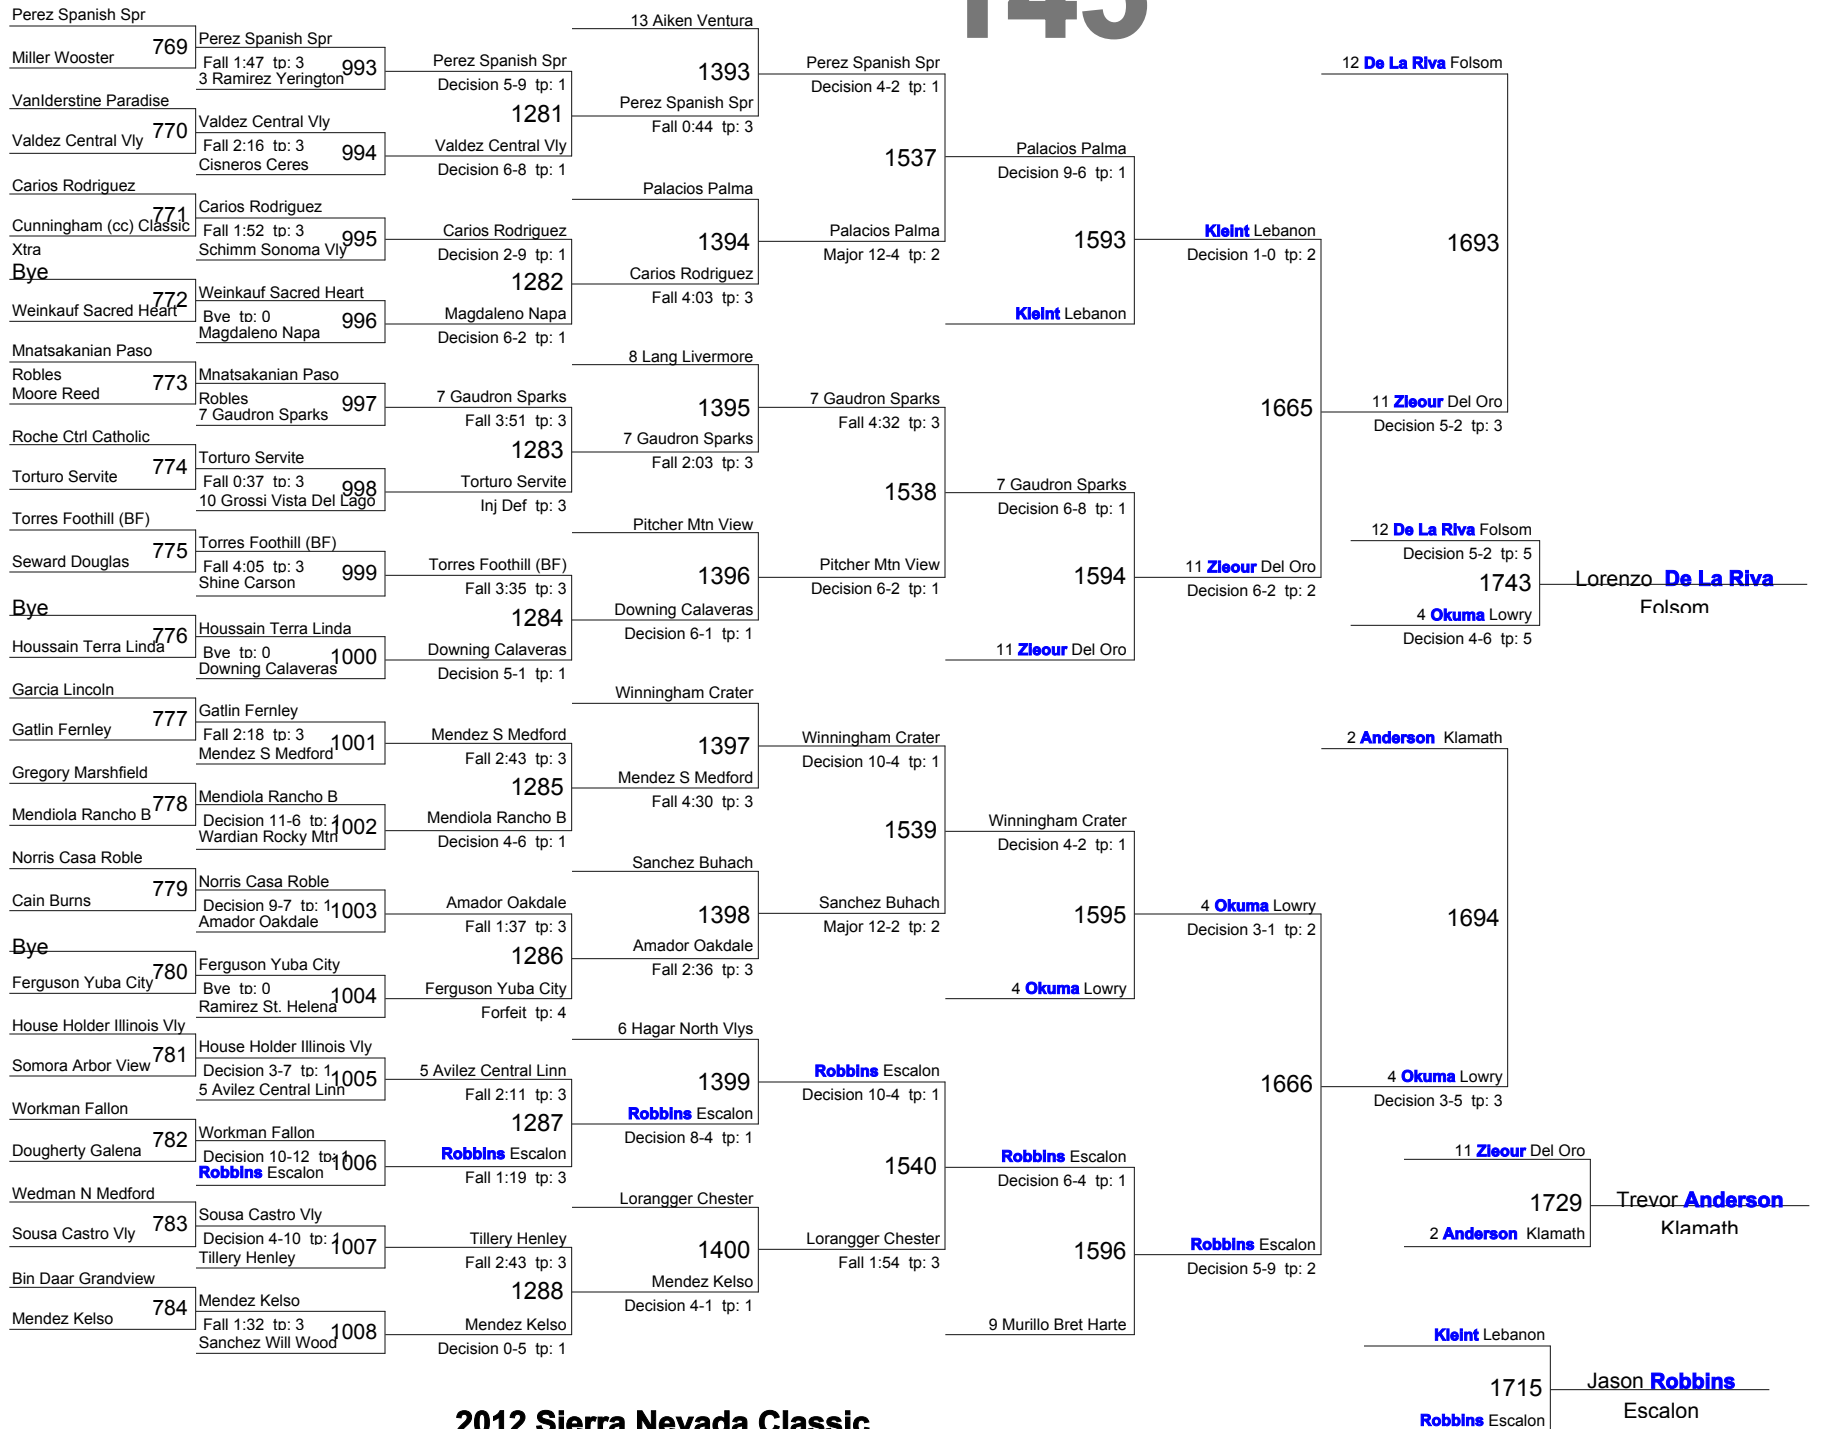 145
Perez Spanish Spr
769
Miller Wooster
VanIderstine Paradise
770
Valdez Central Vly
Carios Rodriguez
771
Cunningham (cc) Classic
Xtra
Bye
772
Weinkauf Sacred Heart
Mnatsakanian Paso
Robles
773
Moore Reed
Roche Ctrl Catholic
774
Torturo Servite
Torres Foothill (BF)
775
Seward Douglas
Bye
776
Houssain Terra Linda
Garcia Lincoln
777
Gatlin Fernley
Gregory Marshfield
778
Mendiola Rancho B
Norris Casa Roble
779
Cain Burns
Bye
780
Ferguson Yuba City
House Holder Illinois Vly
781
Somora Arbor View
Workman Fallon
782
Dougherty Galena
Wedman N Medford
783
Sousa Castro Vly
Bin Daar Grandview
784
Mendez Kelso
Perez Spanish Spr
Fall 1:47 tp: 3
993
3 Ramirez Yerington
Valdez Central Vly
Fall 2:16 tp: 3
994
Cisneros Ceres
Carios Rodriguez
Fall 1:52 tp: 3
995
Schimm Sonoma Vly
Weinkauf Sacred Heart
Bye tp: 0
996
Magdaleno Napa
Mnatsakanian Paso
Robles
997
7 Gaudron Sparks
Torturo Servite
Fall 0:37 tp: 3
998
10 Grossi Vista Del Lago
Torres Foothill (BF)
Fall 4:05 tp: 3
999
Shine Carson
Houssain Terra Linda
Bye tp: 0
1000
Downing Calaveras
Gatlin Fernley
Fall 2:18 tp: 3
1001
Mendez S Medford
Mendiola Rancho B
Decision 11-6 tp: 1
1002
Wardian Rocky Mtn
Norris Casa Roble
Decision 9-7 tp: 1
1003
Amador Oakdale
Ferguson Yuba City
Bye tp: 0
1004
Ramirez St. Helena
House Holder Illinois Vly
Decision 3-7 tp: 1
1005
5 Avilez Central Linn
Workman Fallon
Decision 10-12 tp: 1
1006
Robbins Escalon
Sousa Castro Vly
Decision 4-10 tp: 1
1007
Tillery Henley
Mendez Kelso
Fall 1:32 tp: 3
1008
Sanchez Will Wood
Perez Spanish Spr
Decision 5-9 tp: 1
1281
Valdez Central Vly
Decision 6-8 tp: 1
Carios Rodriguez
Decision 2-9 tp: 1
1282
Magdaleno Napa
Decision 6-2 tp: 1
7 Gaudron Sparks
Fall 3:51 tp: 3
1283
Torturo Servite
Inj Def tp: 3
Torres Foothill (BF)
Fall 3:35 tp: 3
1284
Downing Calaveras
Decision 5-1 tp: 1
Mendez S Medford
Fall 2:43 tp: 3
1285
Mendiola Rancho B
Decision 4-6 tp: 1
Amador Oakdale
Fall 1:37 tp: 3
1286
Ferguson Yuba City
Forfeit tp: 4
5 Avilez Central Linn
Fall 2:11 tp: 3
1287
Robbins Escalon
Fall 1:19 tp: 3
Tillery Henley
Fall 2:43 tp: 3
1288
Mendez Kelso
Decision 0-5 tp: 1
13 Aiken Ventura
1393
Perez Spanish Spr
Fall 0:44 tp: 3
Palacios Palma
1394
Carios Rodriguez
Fall 4:03 tp: 3
8 Lang Livermore
1395
7 Gaudron Sparks
Fall 2:03 tp: 3
Pitcher Mtn View
1396
Downing Calaveras
Decision 6-1 tp: 1
Winningham Crater
1397
Mendez S Medford
Fall 4:30 tp: 3
Sanchez Buhach
1398
Amador Oakdale
Fall 2:36 tp: 3
6 Hagar North Vlys
1399
Robbins Escalon
Decision 8-4 tp: 1
Lorangger Chester
1400
Mendez Kelso
Decision 4-1 tp: 1
Perez Spanish Spr
Decision 4-2 tp: 1
1537
Palacios Palma
Major 12-4 tp: 2
7 Gaudron Sparks
Fall 4:32 tp: 3
1538
Pitcher Mtn View
Decision 6-2 tp: 1
Winningham Crater
Decision 10-4 tp: 1
1539
Sanchez Buhach
Major 12-2 tp: 2
Robbins Escalon
Decision 10-4 tp: 1
1540
Lorangger Chester
Fall 1:54 tp: 3
Palacios Palma
Decision 9-6 tp: 1
1593
Kleint Lebanon
7 Gaudron Sparks
Decision 6-8 tp: 1
1594
11 Zieour Del Oro
Winningham Crater
Decision 4-2 tp: 1
1595
4 Okuma Lowry
Robbins Escalon
Decision 6-4 tp: 1
1596
9 Murillo Bret Harte
Kleint Lebanon
Decision 1-0 tp: 2
1665
11 Zieour Del Oro
Decision 6-2 tp: 2
4 Okuma Lowry
Decision 3-1 tp: 2
1666
Robbins Escalon
Decision 5-9 tp: 2
12 De La Riva Folsom
1693
11 Zieour Del Oro
Decision 5-2 tp: 3
12 De La Riva Folsom
Decision 5-2 tp: 5
1743
4 Okuma Lowry
Decision 4-6 tp: 5
Lorenzo De La Riva
Folsom
2 Anderson Klamath
1694
4 Okuma Lowry
Decision 3-5 tp: 3
11 Zieour Del Oro
1729
2 Anderson Klamath
Trevor Anderson
Klamath
Kleint Lebanon
1715
Robbins Escalon
Jason Robbins
Escalon
2012 Sierra Nevada Classic